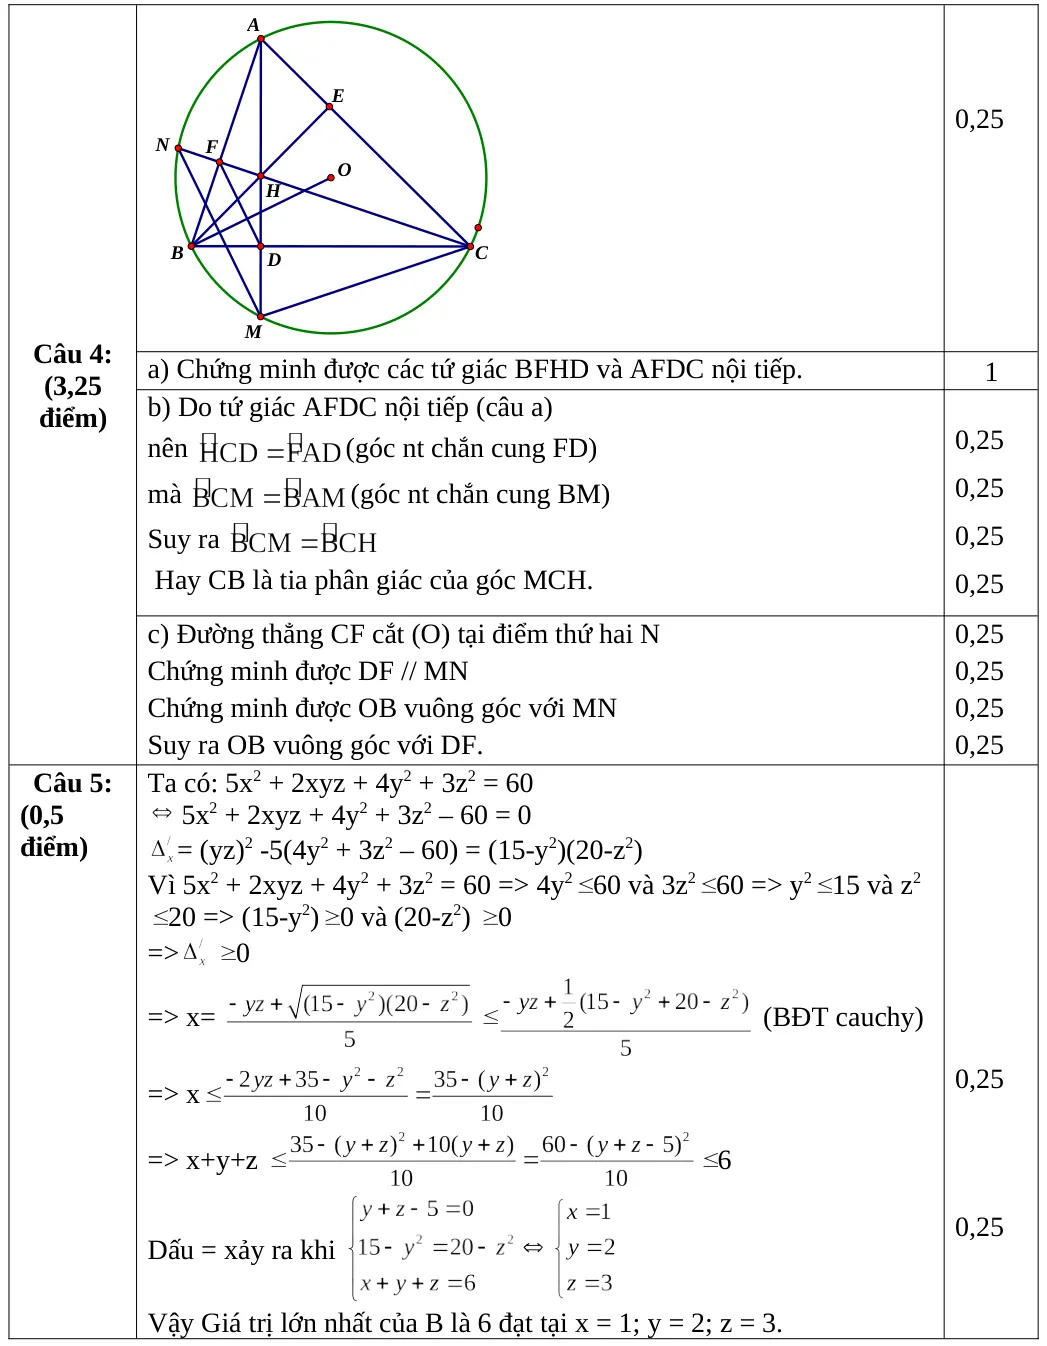 A
E
N
F
O
H
B
D
C
M
0,25
Câu 4:
(3,25
điểm)
a) Chứng minh được các tứ giác BFHD và AFDC nội tiếp.
1
b) Do tứ giác AFDC nội tiếp (câu a)
nên HCD = FAD (góc nt chắn cung FD)
0,25
mà BCM = BAM (góc nt chắn cung BM)
0,25
Suy ra BCM = BCH
0,25
Hay CB là tia phân giác của góc MCH.
0,25
c) Đường thẳng CF cắt (O) tại điểm thứ hai N
0,25
Chứng minh được DF // MN
0,25
Chứng minh được OB vuông góc với MN
0,25
Suy ra OB vuông góc với DF.
0,25
Câu 5:
(0,5
điểm)
Ta có: 5x² + 2xyz + 4y² + 3z² = 60
⇔ 5x² + 2xyz + 4y² + 3z² – 60 = 0
Δ/x = (yz)² -5(4y² + 3z² – 60) = (15-y²)(20-z²)
Vì 5x² + 2xyz + 4y² + 3z² = 60 => 4y² ≤60 và 3z² ≤60 => y² ≤15 và z²
≤20 => (15-y²) ≥0 và (20-z²) ≥0
=> Δ/x ≥0
=> x= (- yz + √((15 - y²)(20 - z²)))/5 ≤ (- yz + 1/2 (15 - y² + 20 - z²))/5 (BĐT cauchy)
=> x ≤ (- 2yz + 35 - y² - z²)/10 = (35 - (y + z)²)/10
0,25
=> x+y+z ≤ (35 - (y + z)² + 10(y + z))/10 = (60 - (y + z - 5)²)/10 ≤6
Dấu = xảy ra khi { y + z - 5 = 0; 15 - y² = 20 - z²; x + y + z = 6 ⇔ { x = 1; y = 2; z = 3
0,25
Vậy Giá trị lớn nhất của B là 6 đạt tại x = 1; y = 2; z = 3.